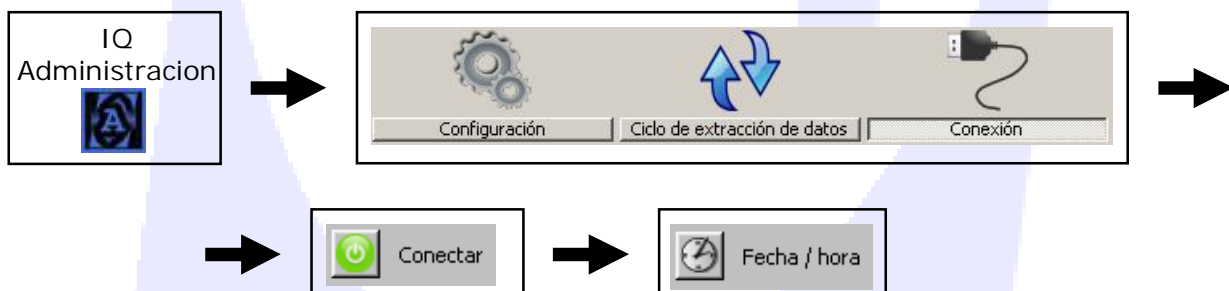 IQ
Administracion
Configuración
Ciclo de extracción de datos
Conexión
Conectar
Fecha / hora